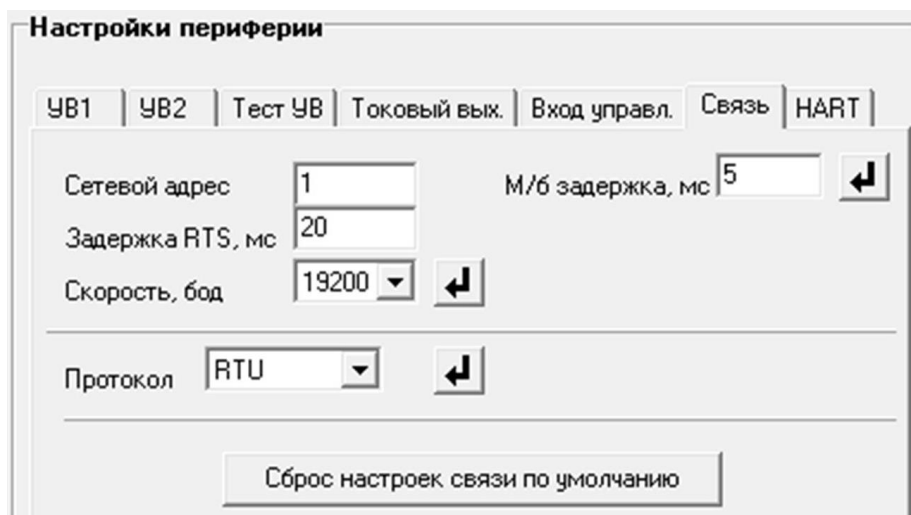 Настройки периферии
УВ1 УВ2 Тест УВ Токовый вых. Вход управл. Связь HART
Сетевой адрес 1 М/б задержка, мс 5
Задержка RTS, мс 20
Скорость, бод 19200
Протокол RTU
Сброс настроек связи по умолчанию